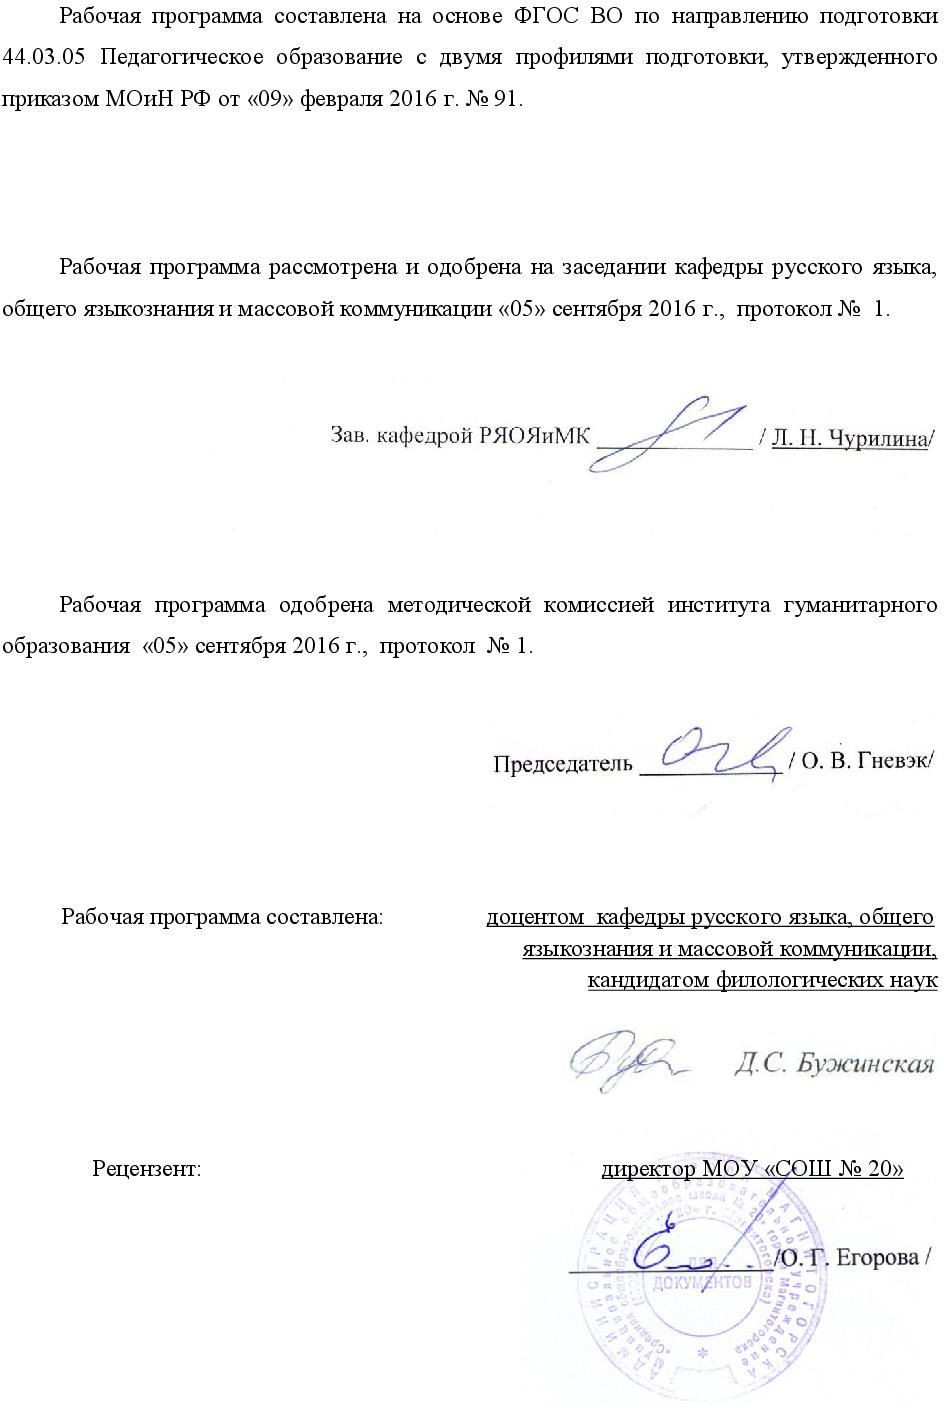 Рабочая программа составлена на основе ФГОС ВО по направлению подготовки
44.03.05 Педагогическое образование с двумя профилями подготовки, утвержденного
приказом МОиН РФ от «09» февраля 2016 г. № 91.
Рабочая программа рассмотрена и одобрена на заседании кафедры русского языка,
общего языкознания и массовой коммуникации «05» сентября 2016 г., протокол № 1.
Зав. кафедрой РЯОЯиМК / Л. Н. Чурилина/
Рабочая программа одобрена методической комиссией института гуманитарного
образования «05» сентября 2016 г., протокол № 1.
Председатель / О. В. Гневэк/
Рабочая программа составлена: доцентом кафедры русского языка, общего
языкознания и массовой коммуникации,
кандидатом филологических наук
Д.С. Бужинская
Рецензент: директор МОУ «СОШ № 20»
/О. Г. Егорова /
ДОКУМЕНТОВ
АДМИНИСТРАЦИЯ МАГНИТОГОРСКА